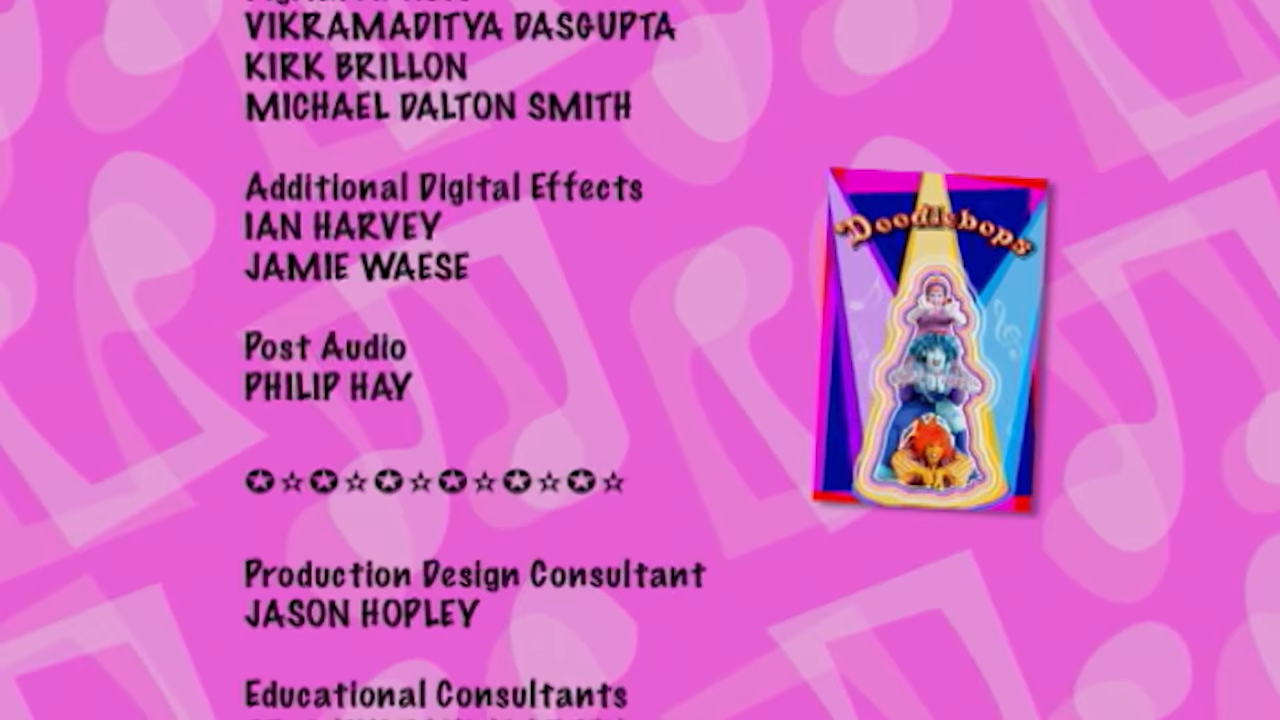 VIKRAMADITYA DASGUPTA
KIRK BRILLON
MICHAEL DALTON SMITH
Additional Digital Effects
IAN HARVEY
JAMIE WAESE
Post Audio
PHILIP HAY
✪☆✪☆✪☆✪☆✪☆✪☆
Production Design Consultant
JASON HOPLEY
Educational Consultants
Doodlebops